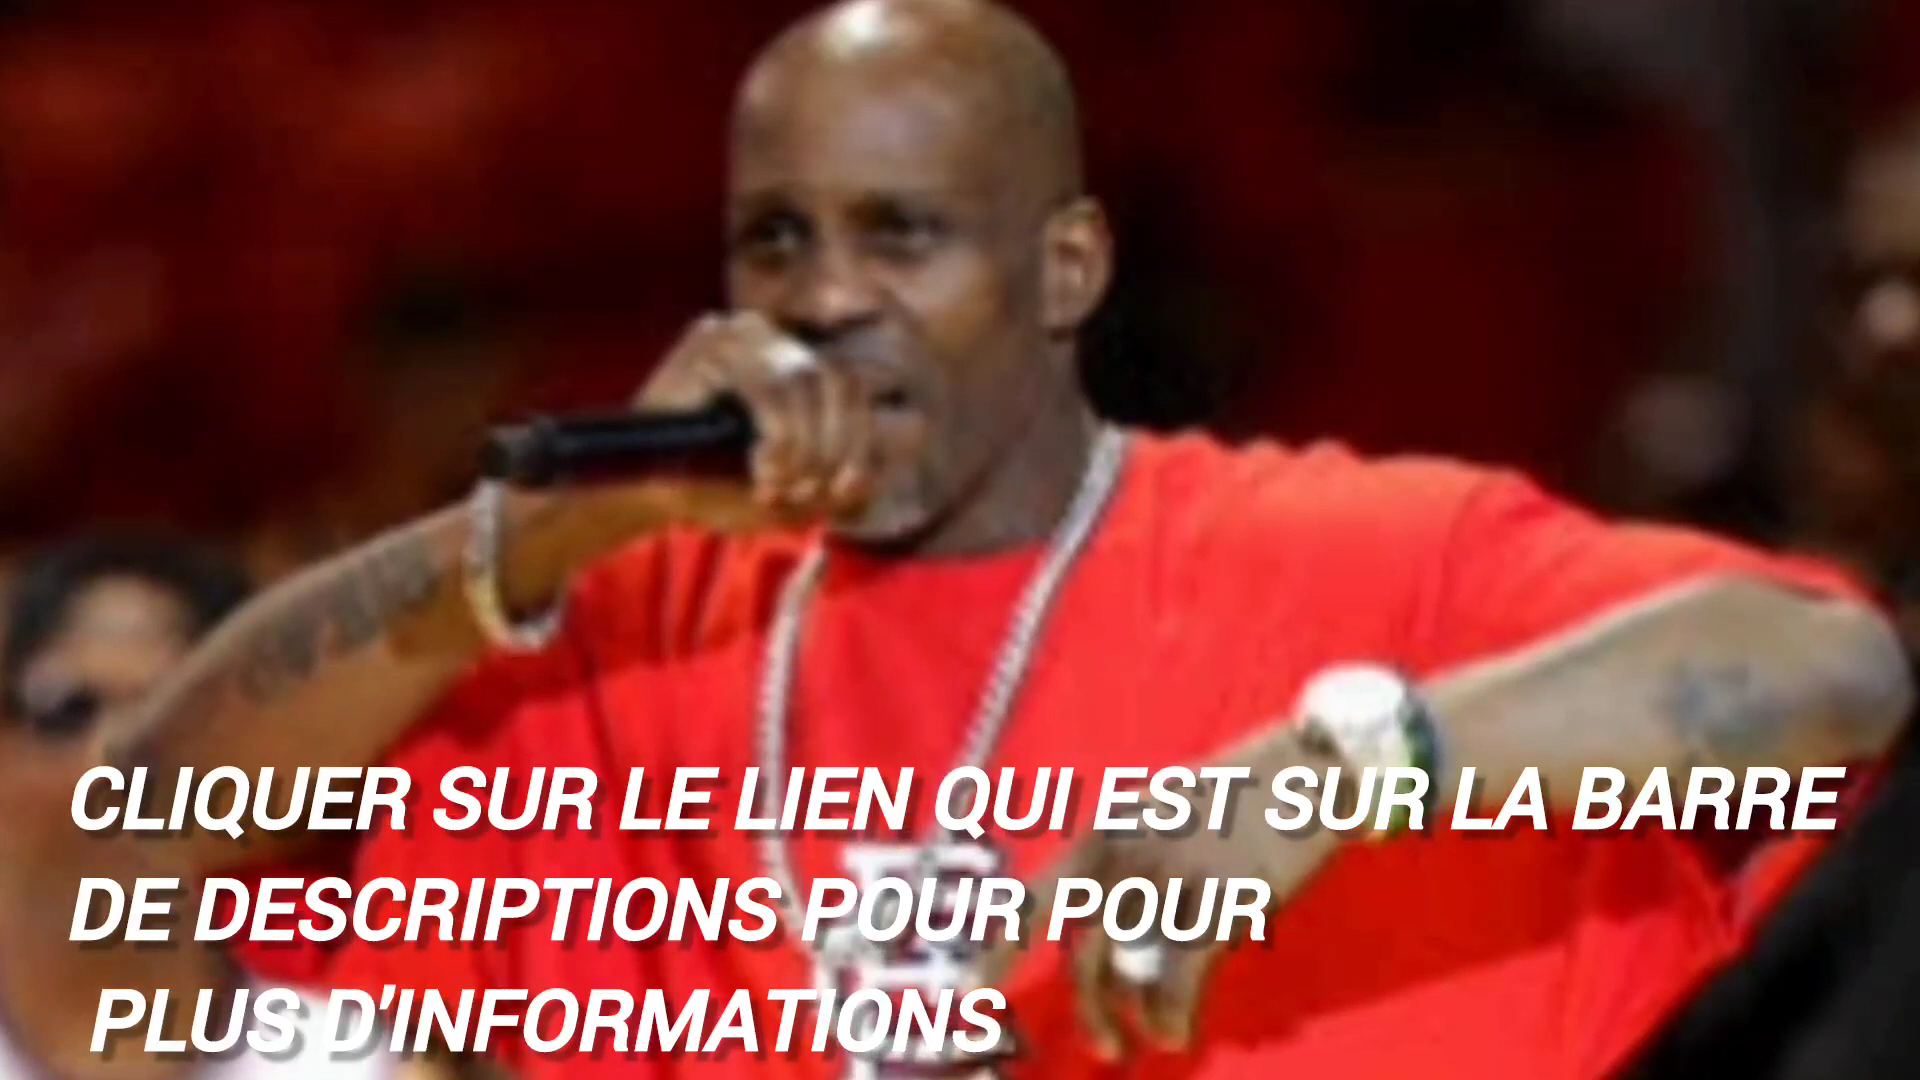 CLIQUER SUR LE LIEN QUI EST SUR LA BARRE
DE DESCRIPTIONS POUR POUR
PLUS D'INFORMATIONS